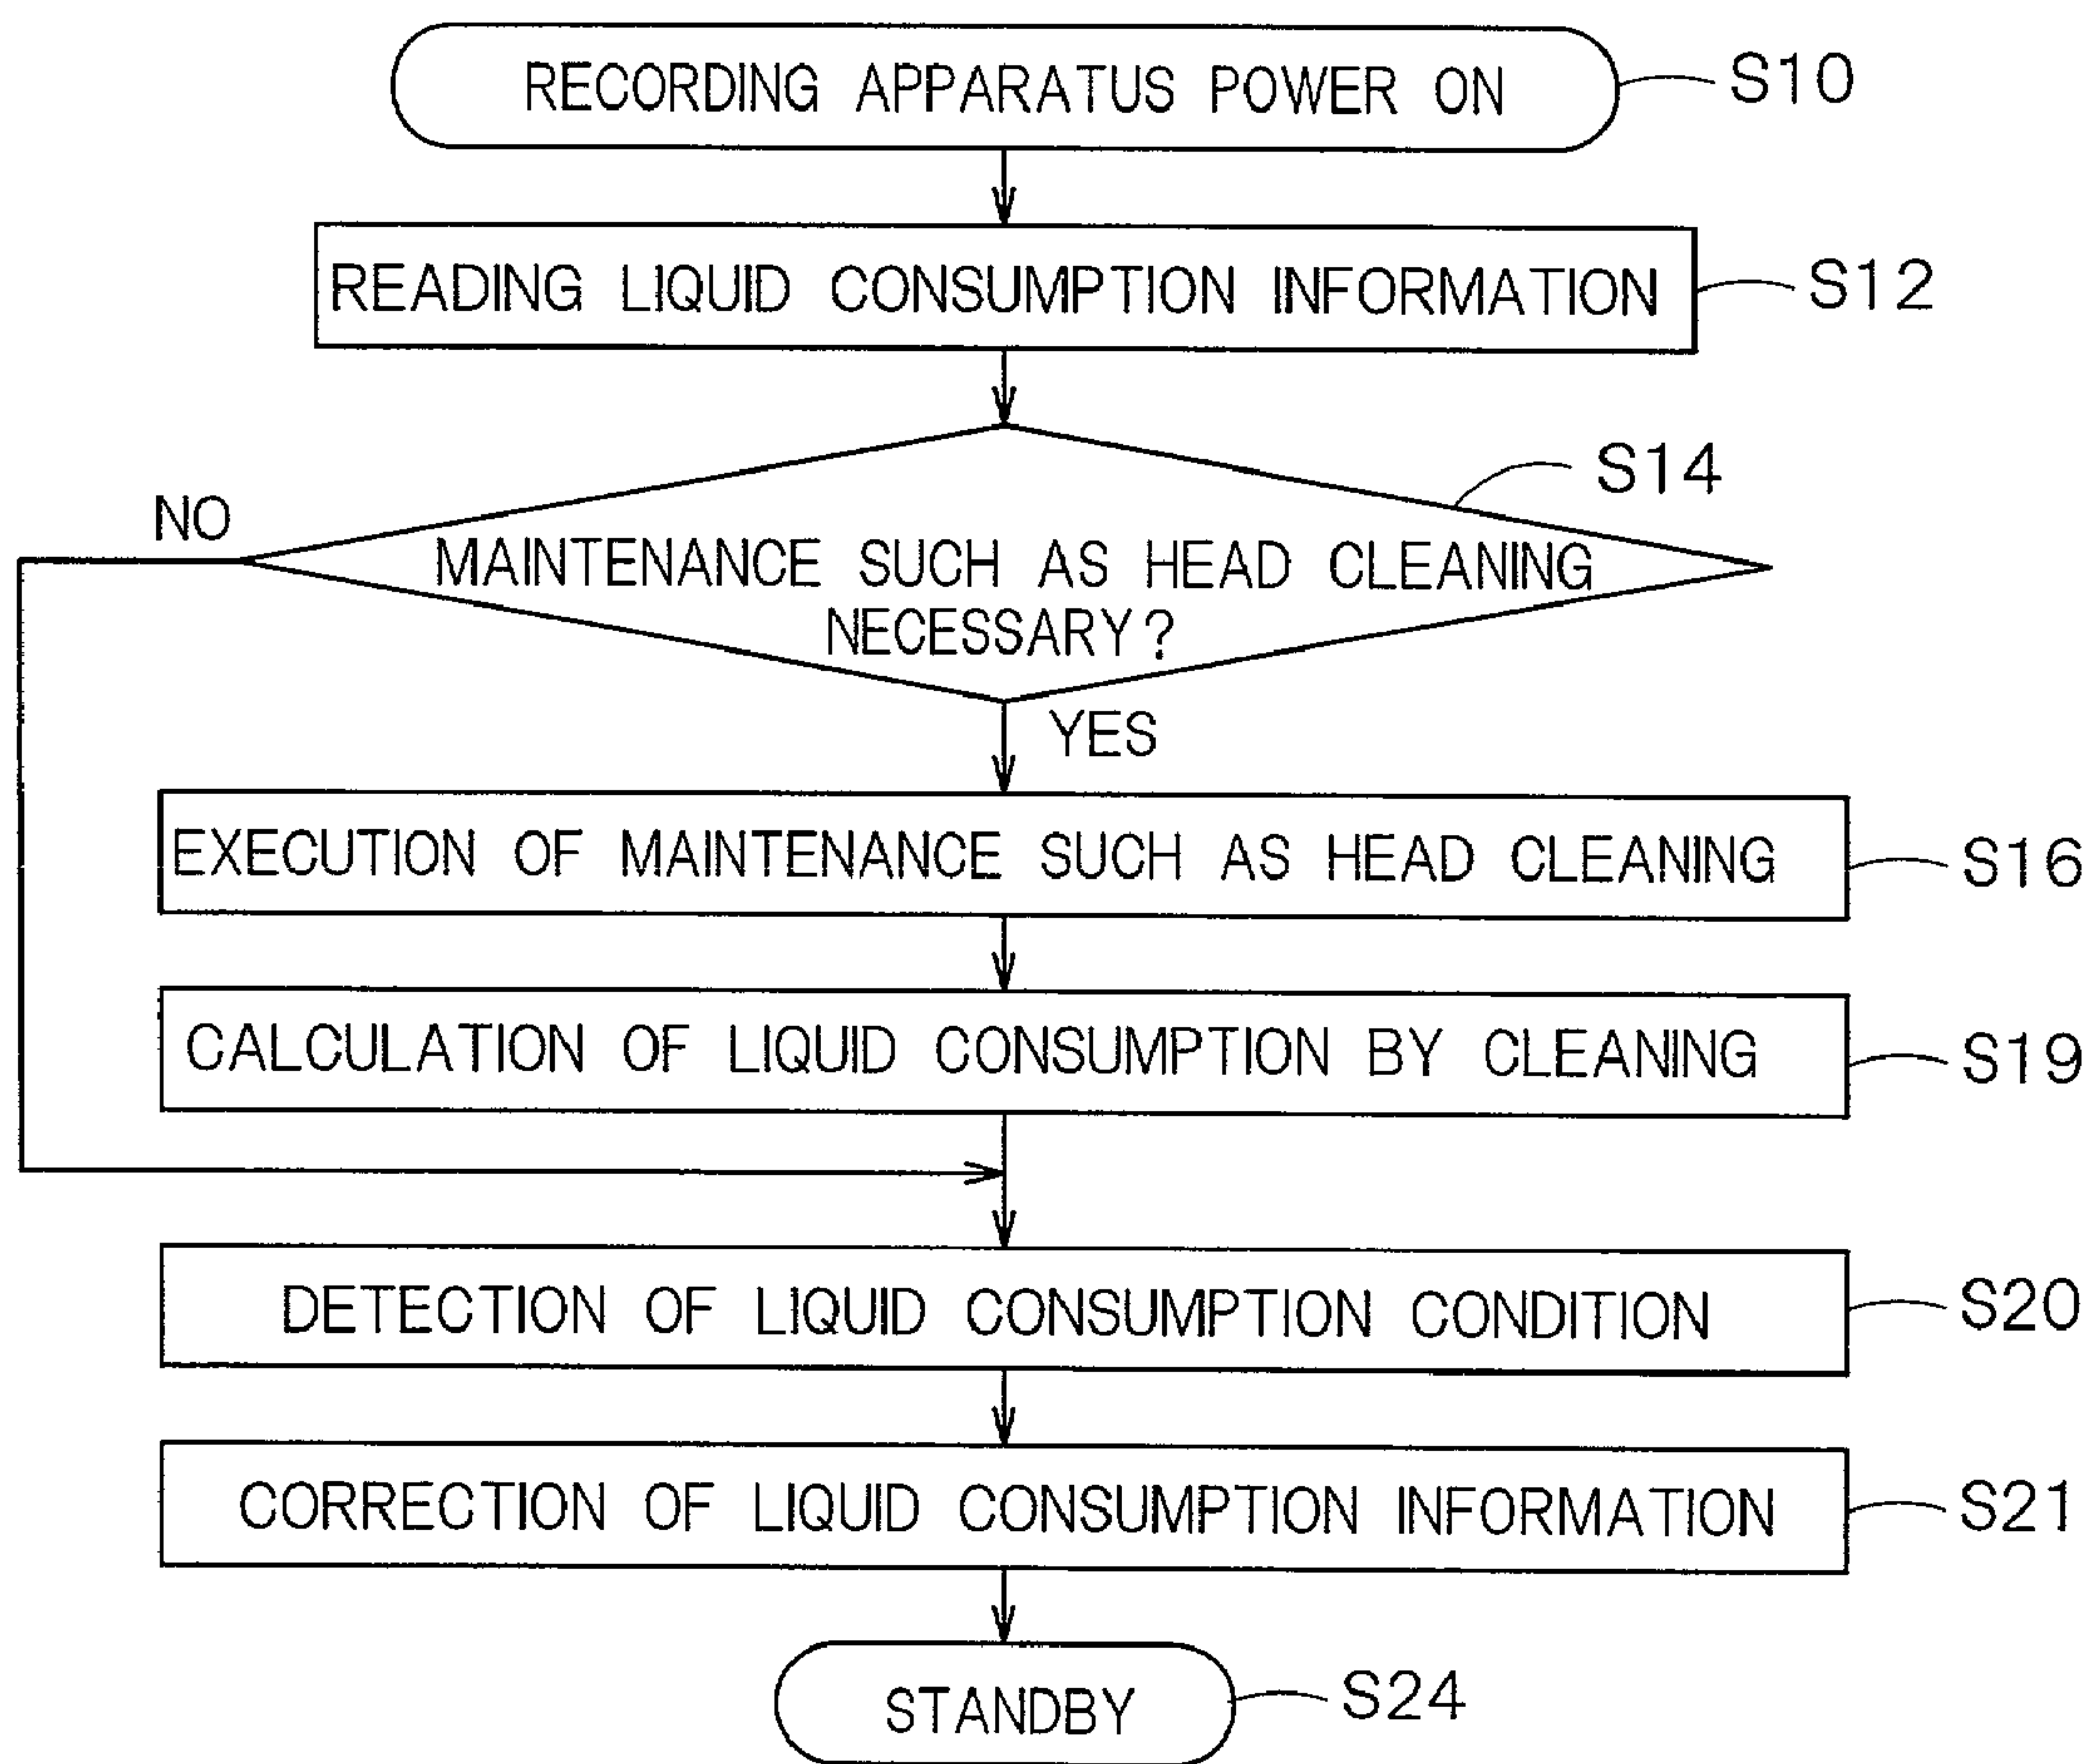 RECORDING APPARATUS POWER ON
S10
READING LIQUID CONSUMPTION INFORMATION
S12
S14
NO
MAINTENANCE SUCH AS HEAD CLEANING
NECESSARY?
YES
EXECUTION OF MAINTENANCE SUCH AS HEAD CLEANING
S16
CALCULATION OF LIQUID CONSUMPTION BY CLEANING
S19
DETECTION OF LIQUID CONSUMPTION CONDITION
S20
CORRECTION OF LIQUID CONSUMPTION INFORMATION
S21
STANDBY
S24